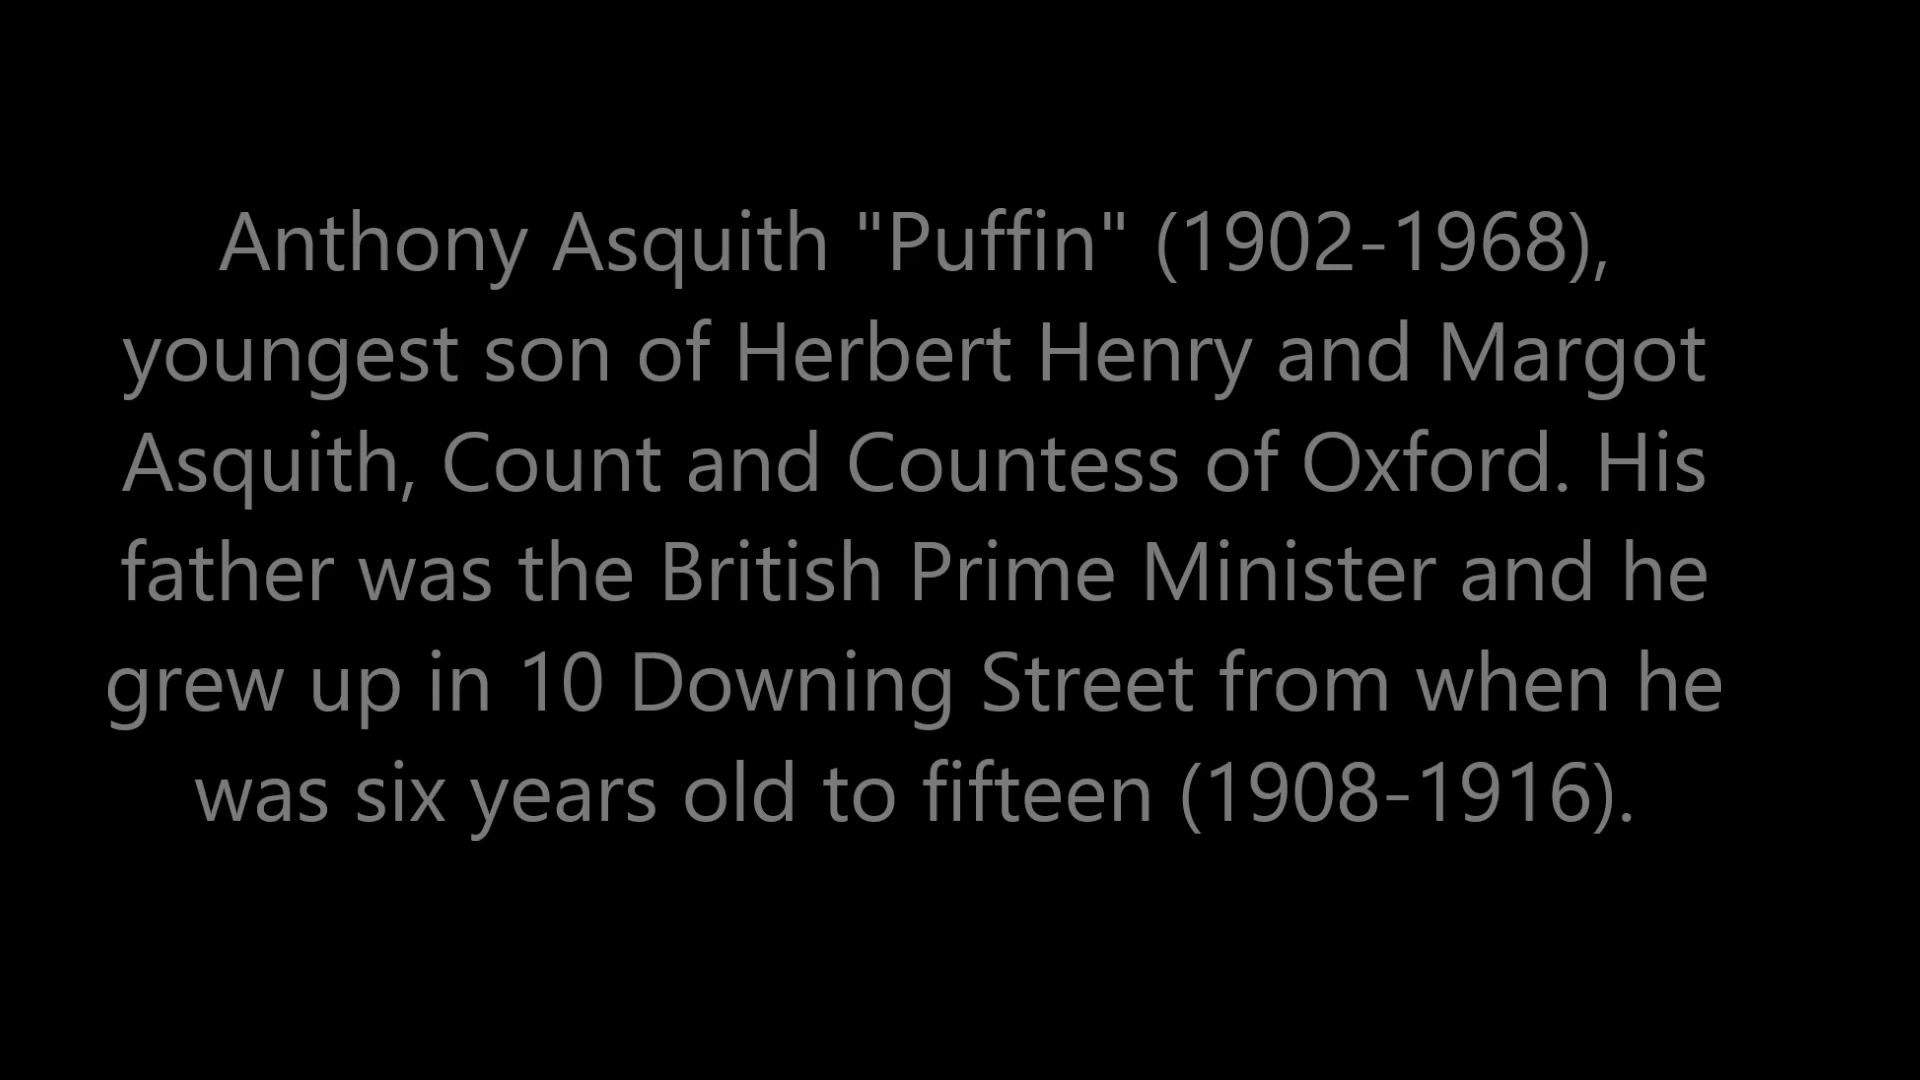 Anthony Asquith "Puffin" (1902-1968),
youngest son of Herbert Henry and Margot
Asquith, Count and Countess of Oxford. His
father was the British Prime Minister and he
grew up in 10 Downing Street from when he
was six years old to fifteen (1908-1916).